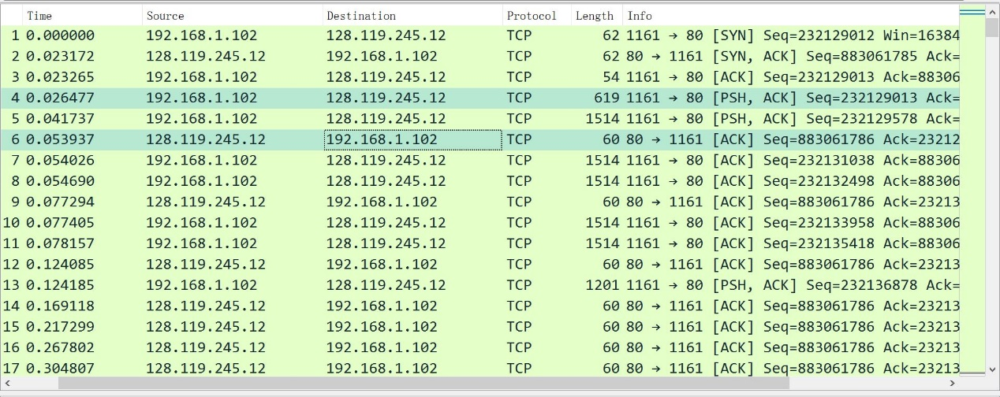 Time Source Destination Protocol Length Info
1 0.000000 192.168.1.102 128.119.245.12 TCP 62 1161 → 80 [SYN] Seq=232129012 Win=16384
2 0.023172 128.119.245.12 192.168.1.102 TCP 62 80 → 1161 [SYN, ACK] Seq=883061785 Ack=
3 0.023265 192.168.1.102 128.119.245.12 TCP 54 1161 → 80 [ACK] Seq=232129013 Ack=88306
4 0.026477 192.168.1.102 128.119.245.12 TCP 619 1161 → 80 [PSH, ACK] Seq=232129013 Ack=
5 0.041737 192.168.1.102 128.119.245.12 TCP 1514 1161 → 80 [PSH, ACK] Seq=232129578 Ack=
6 0.053937 128.119.245.12 192.168.1.102 TCP 60 80 → 1161 [ACK] Seq=883061786 Ack=23212
7 0.054026 192.168.1.102 128.119.245.12 TCP 1514 1161 → 80 [ACK] Seq=232131038 Ack=88306
8 0.054690 192.168.1.102 128.119.245.12 TCP 1514 1161 → 80 [ACK] Seq=232132498 Ack=88306
9 0.077294 128.119.245.12 192.168.1.102 TCP 60 80 → 1161 [ACK] Seq=883061786 Ack=23213
10 0.077405 192.168.1.102 128.119.245.12 TCP 1514 1161 → 80 [ACK] Seq=232133958 Ack=88306
11 0.078157 192.168.1.102 128.119.245.12 TCP 1514 1161 → 80 [ACK] Seq=232135418 Ack=88306
12 0.124085 128.119.245.12 192.168.1.102 TCP 60 80 → 1161 [ACK] Seq=883061786 Ack=23213
13 0.124185 192.168.1.102 128.119.245.12 TCP 1201 1161 → 80 [PSH, ACK] Seq=232136878 Ack=
14 0.169118 128.119.245.12 192.168.1.102 TCP 60 80 → 1161 [ACK] Seq=883061786 Ack=23213
15 0.217299 128.119.245.12 192.168.1.102 TCP 60 80 → 1161 [ACK] Seq=883061786 Ack=23213
16 0.267802 128.119.245.12 192.168.1.102 TCP 60 80 → 1161 [ACK] Seq=883061786 Ack=23213
17 0.304807 128.119.245.12 192.168.1.102 TCP 60 80 → 1161 [ACK] Seq=883061786 Ack=23213